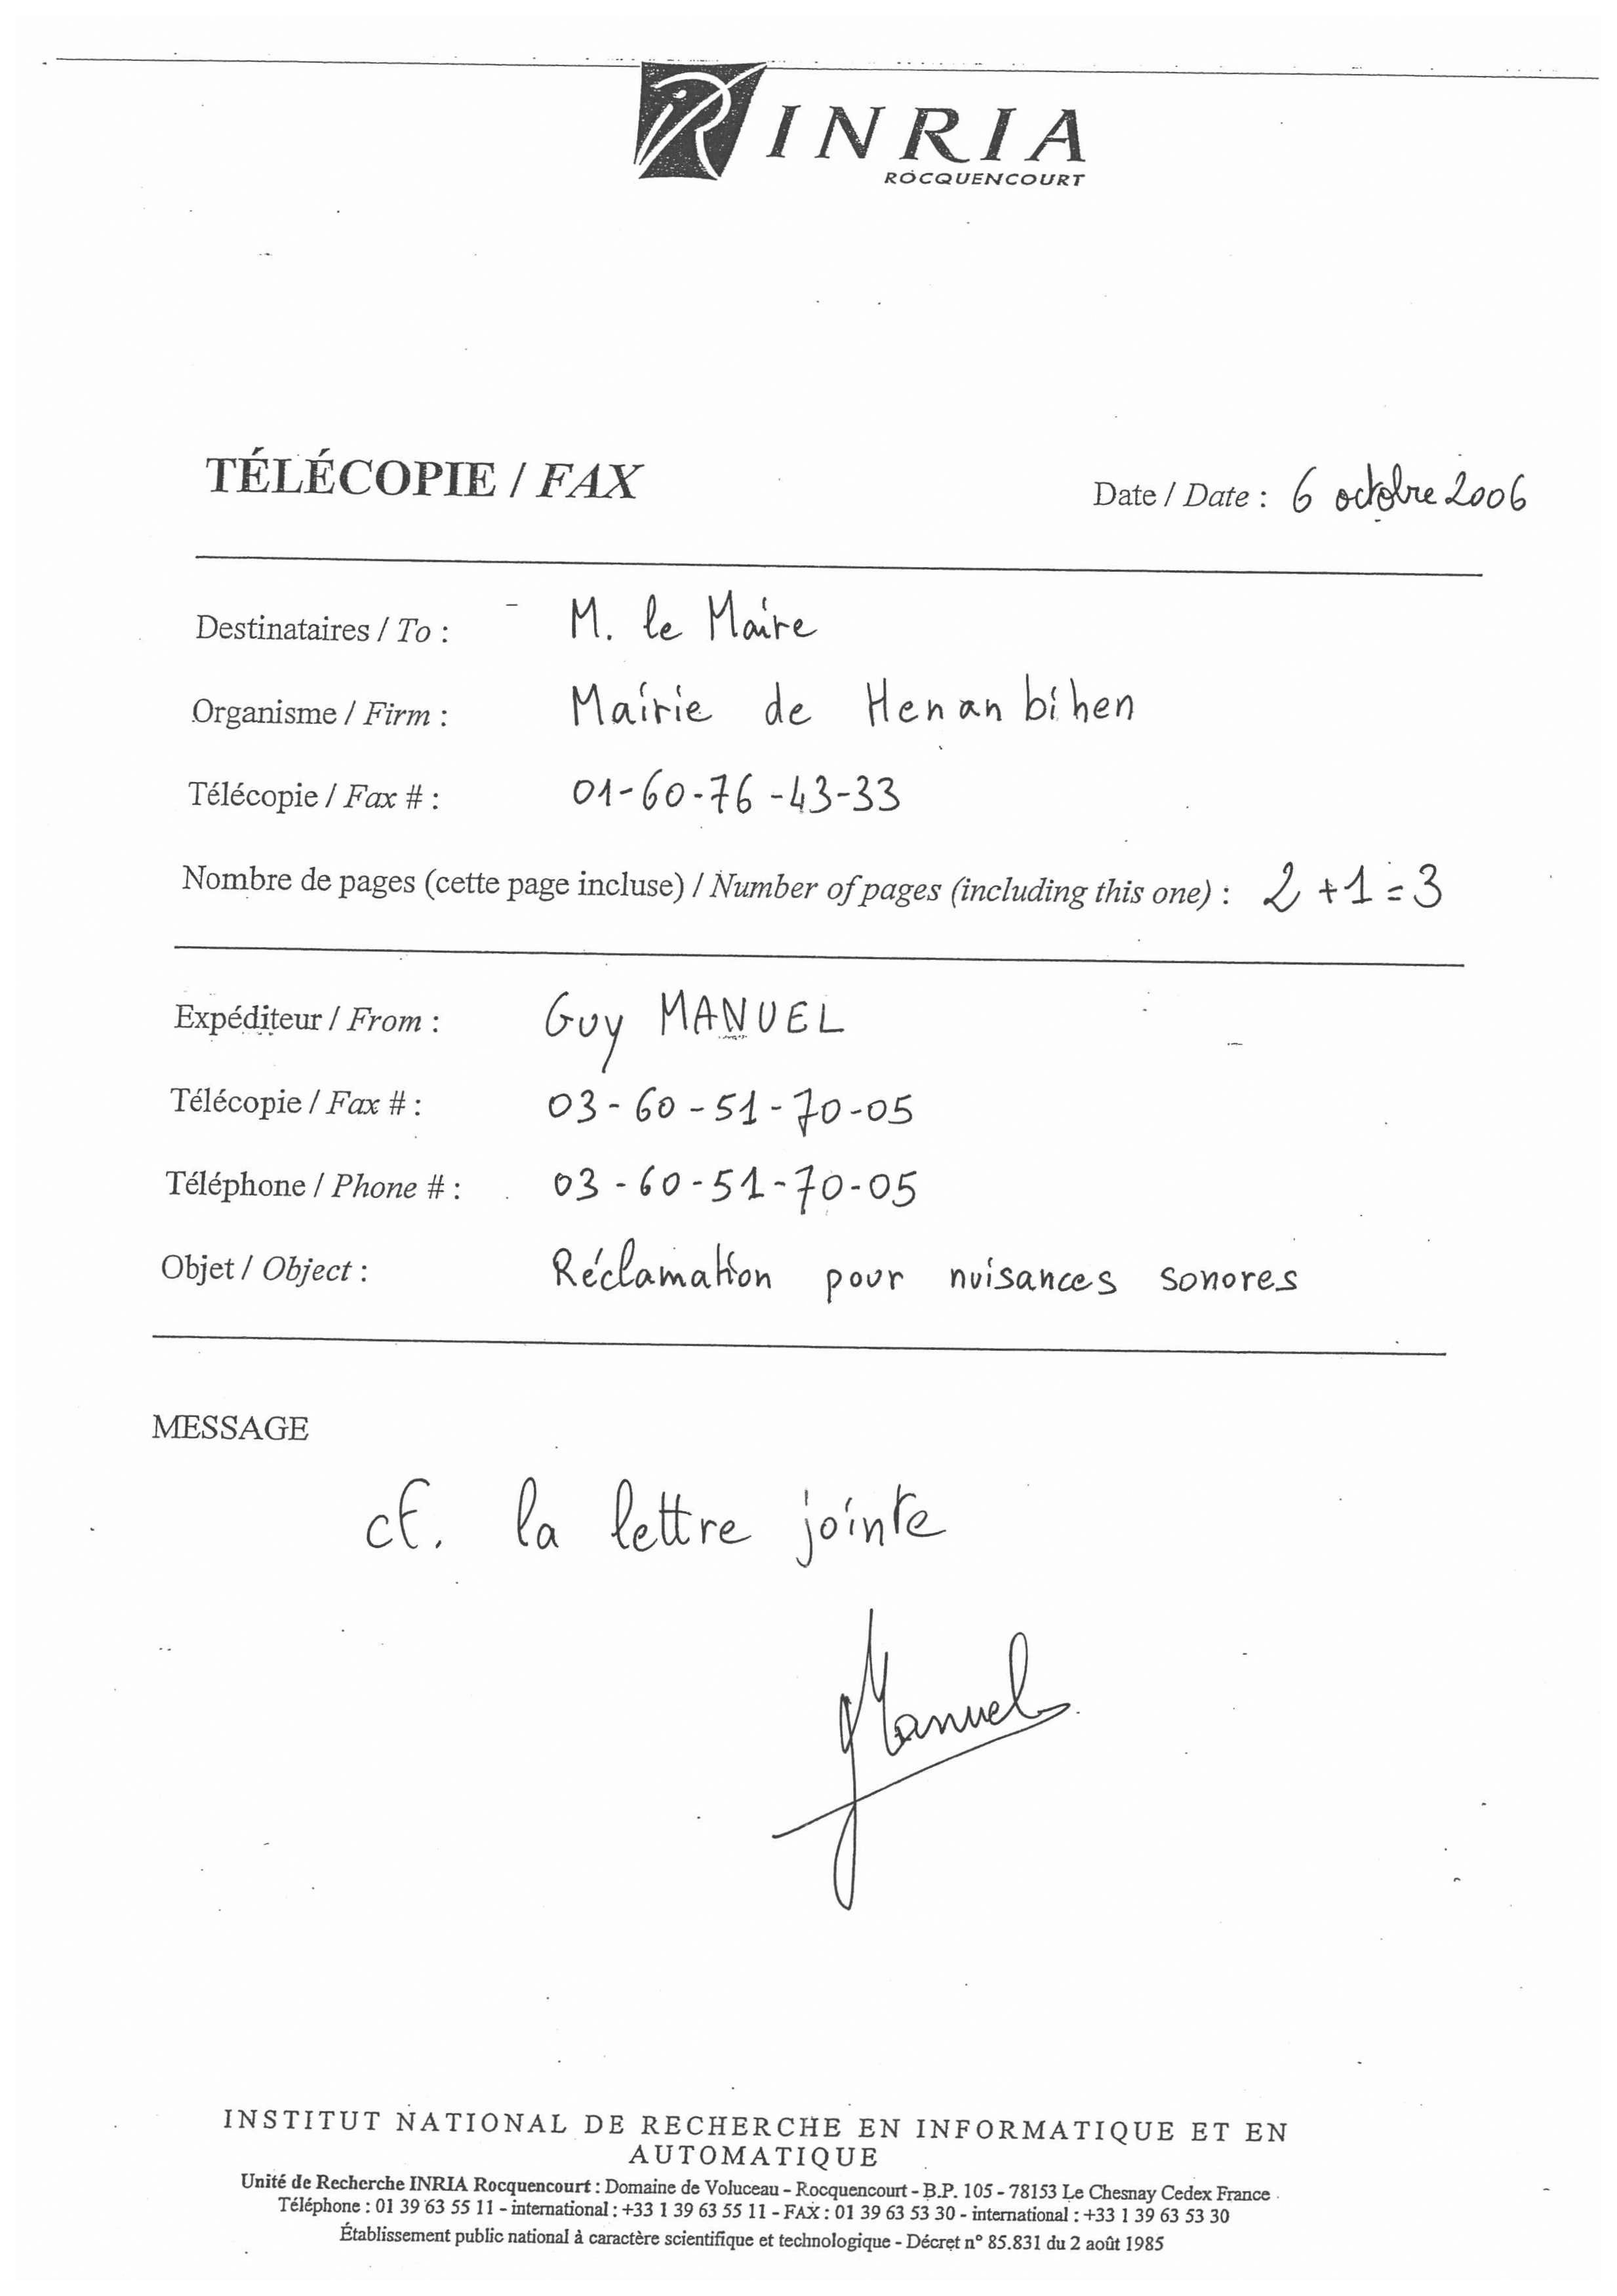 INRIA
ROCQUENCOURT
TÉLÉCOPIE / FAX
Date / Date : 6 octobre 2006
Destinataires / To : M. le Maire
Organisme / Firm : Mairie de Henanbihen
Télécopie / Fax # : 01-60-76-43-33
Nombre de pages (cette page incluse) / Number of pages (including this one) : 2+1=3
Expéditeur / From : Guy MANUEL
Télécopie / Fax # : 03-60-51-70-05
Téléphone / Phone # : 03-60-51-70-05
Objet / Object : Réclamation pour nuisances sonores
MESSAGE
cf. la lettre jointe
Manuel
INSTITUT NATIONAL DE RECHERCHE EN INFORMATIQUE ET EN
AUTOMATIQUE
Unité de Recherche INRIA Rocquencourt : Domaine de Voluceau - Rocquencourt - B.P. 105 - 78153 Le Chesnay Cedex France
Téléphone : 01 39 63 55 11 - international : +33 1 39 63 55 11 - FAX : 01 39 63 53 30 - international : +33 1 39 63 53 30
Établissement public national à caractère scientifique et technologique - Décret n° 85.831 du 2 août 1985